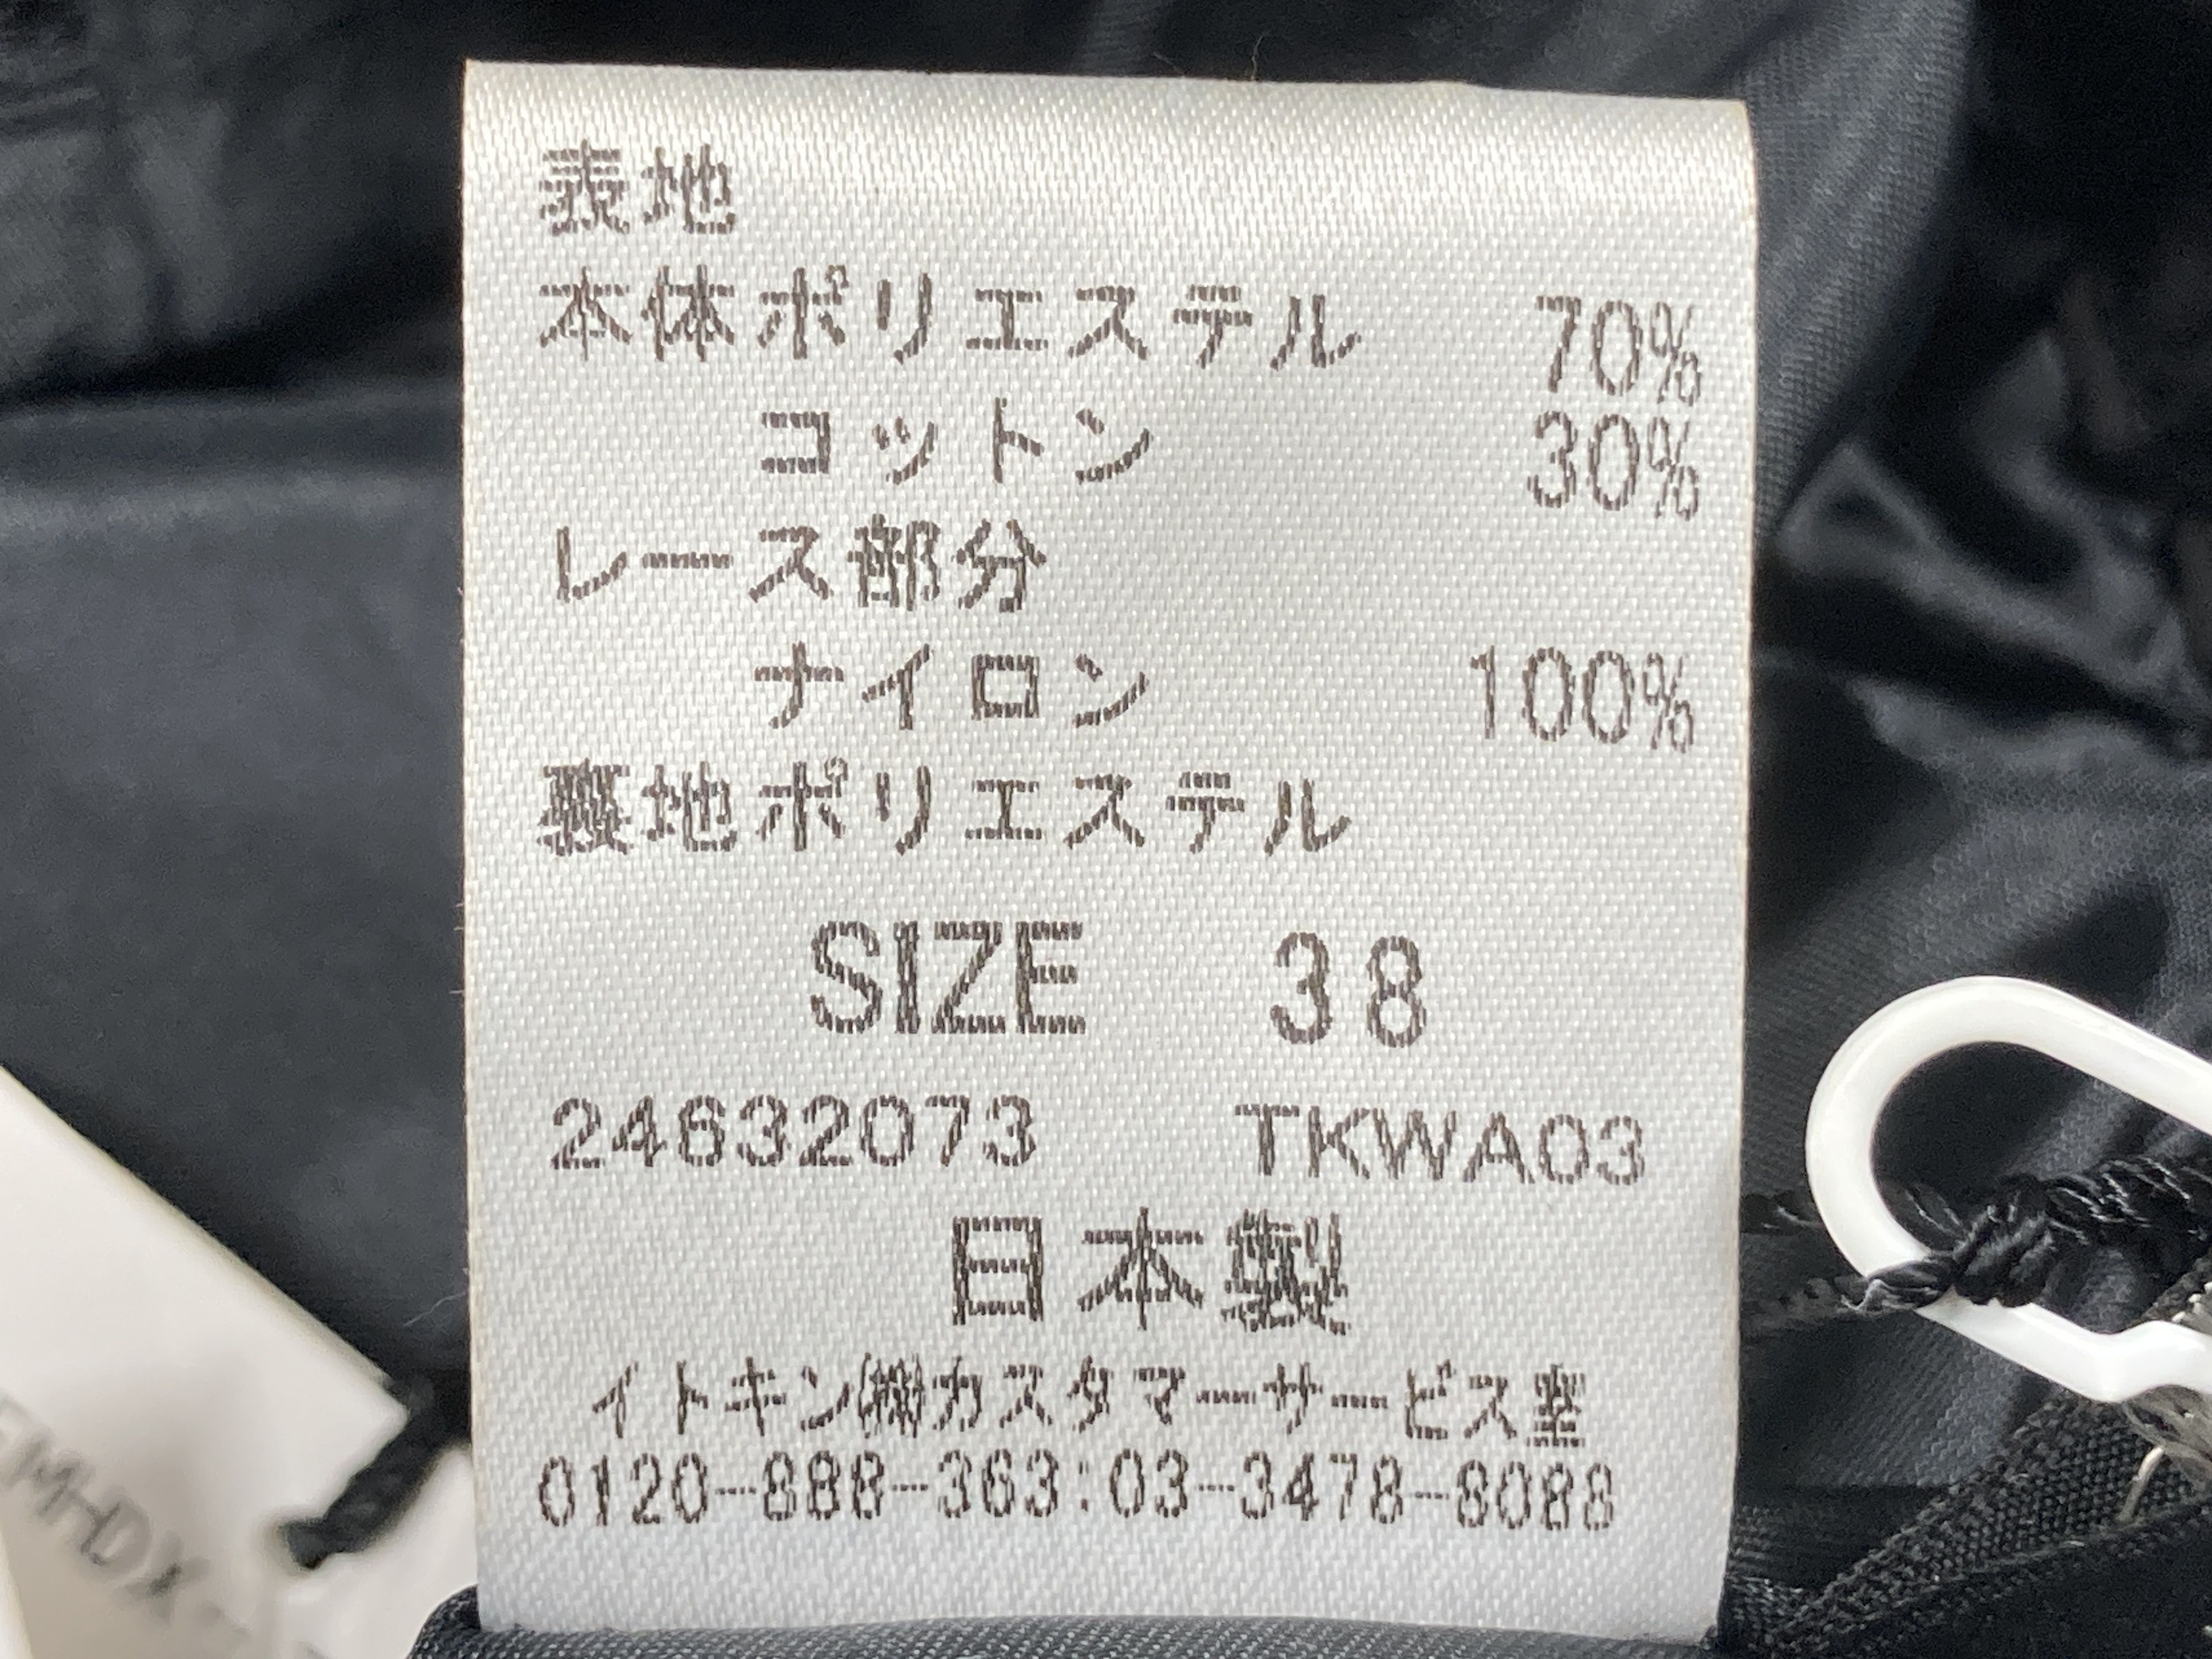 表地
本体ポリエステル 70%
コットン 30%
レース部分
ナイロン 100%
裏地ポリエステル
SIZE 38
24632073 TKWA03
日本製
イトキン㈱カスタマーサービス室
0120-888-363:03-3478-8088